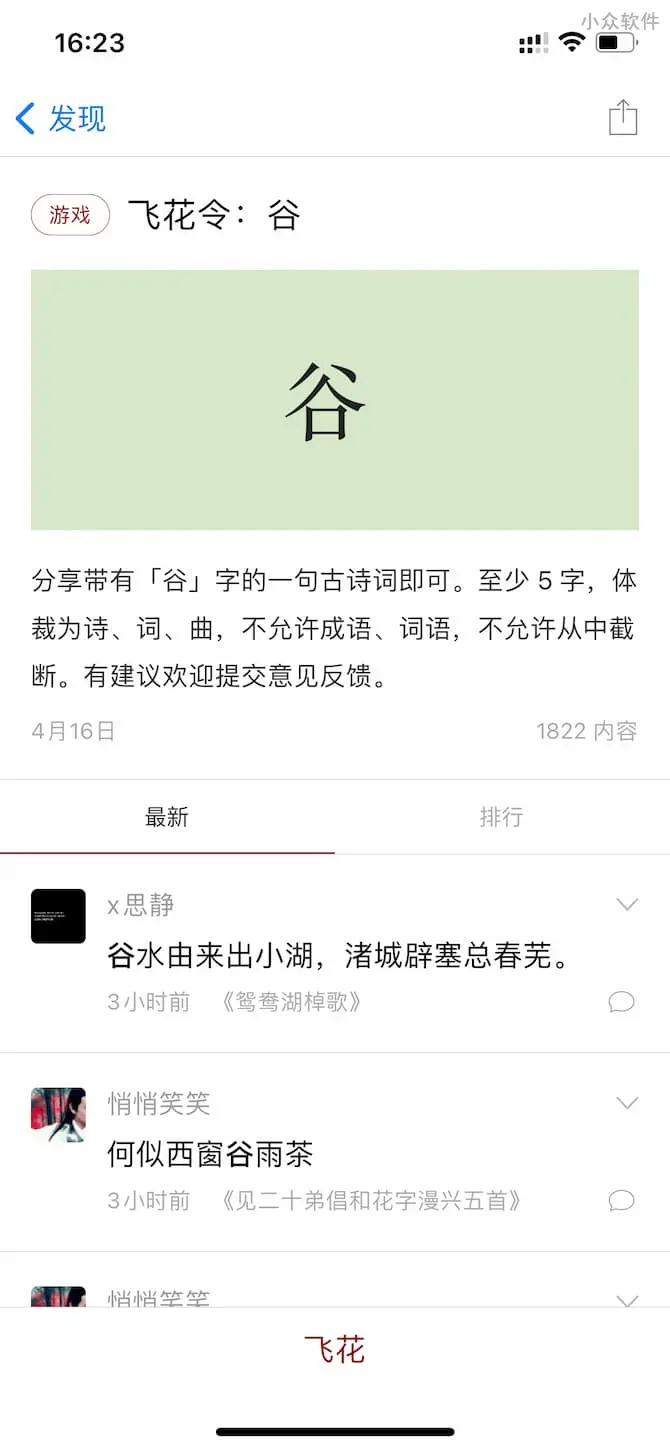 小众软件
16:23
发现
游戏 飞花令：谷
谷
分享带有「谷」字的一句古诗词即可。至少 5 字，体
裁为诗、词、曲，不允许成语、词语，不允许从中截
断。有建议欢迎提交意见反馈。
4月16日 1822 内容
最新 排行
x思静
谷水由来出小湖，渚城辟塞总春芜。
3小时前 《鸳鸯湖棹歌》
悄悄笑笑
何似西窗谷雨茶
3小时前 《见二十弟倡和花字漫兴五首》
悄悄笑笑
飞花